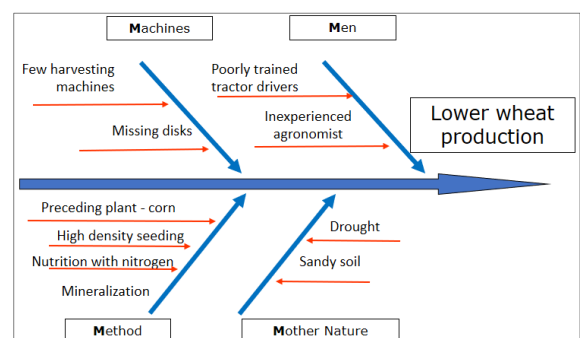 Machines
Men
Few harvesting
machines
Missing disks
Poorly trained
tractor drivers
Inexperienced
agronomist
Lower wheat
production
Preceding plant - corn
High density seeding
Nutrition with nitrogen
Mineralization
Drought
Sandy soil
Method
Mother Nature